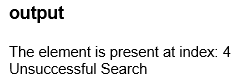 output
The element is present at index: 4
Unsuccessful Search